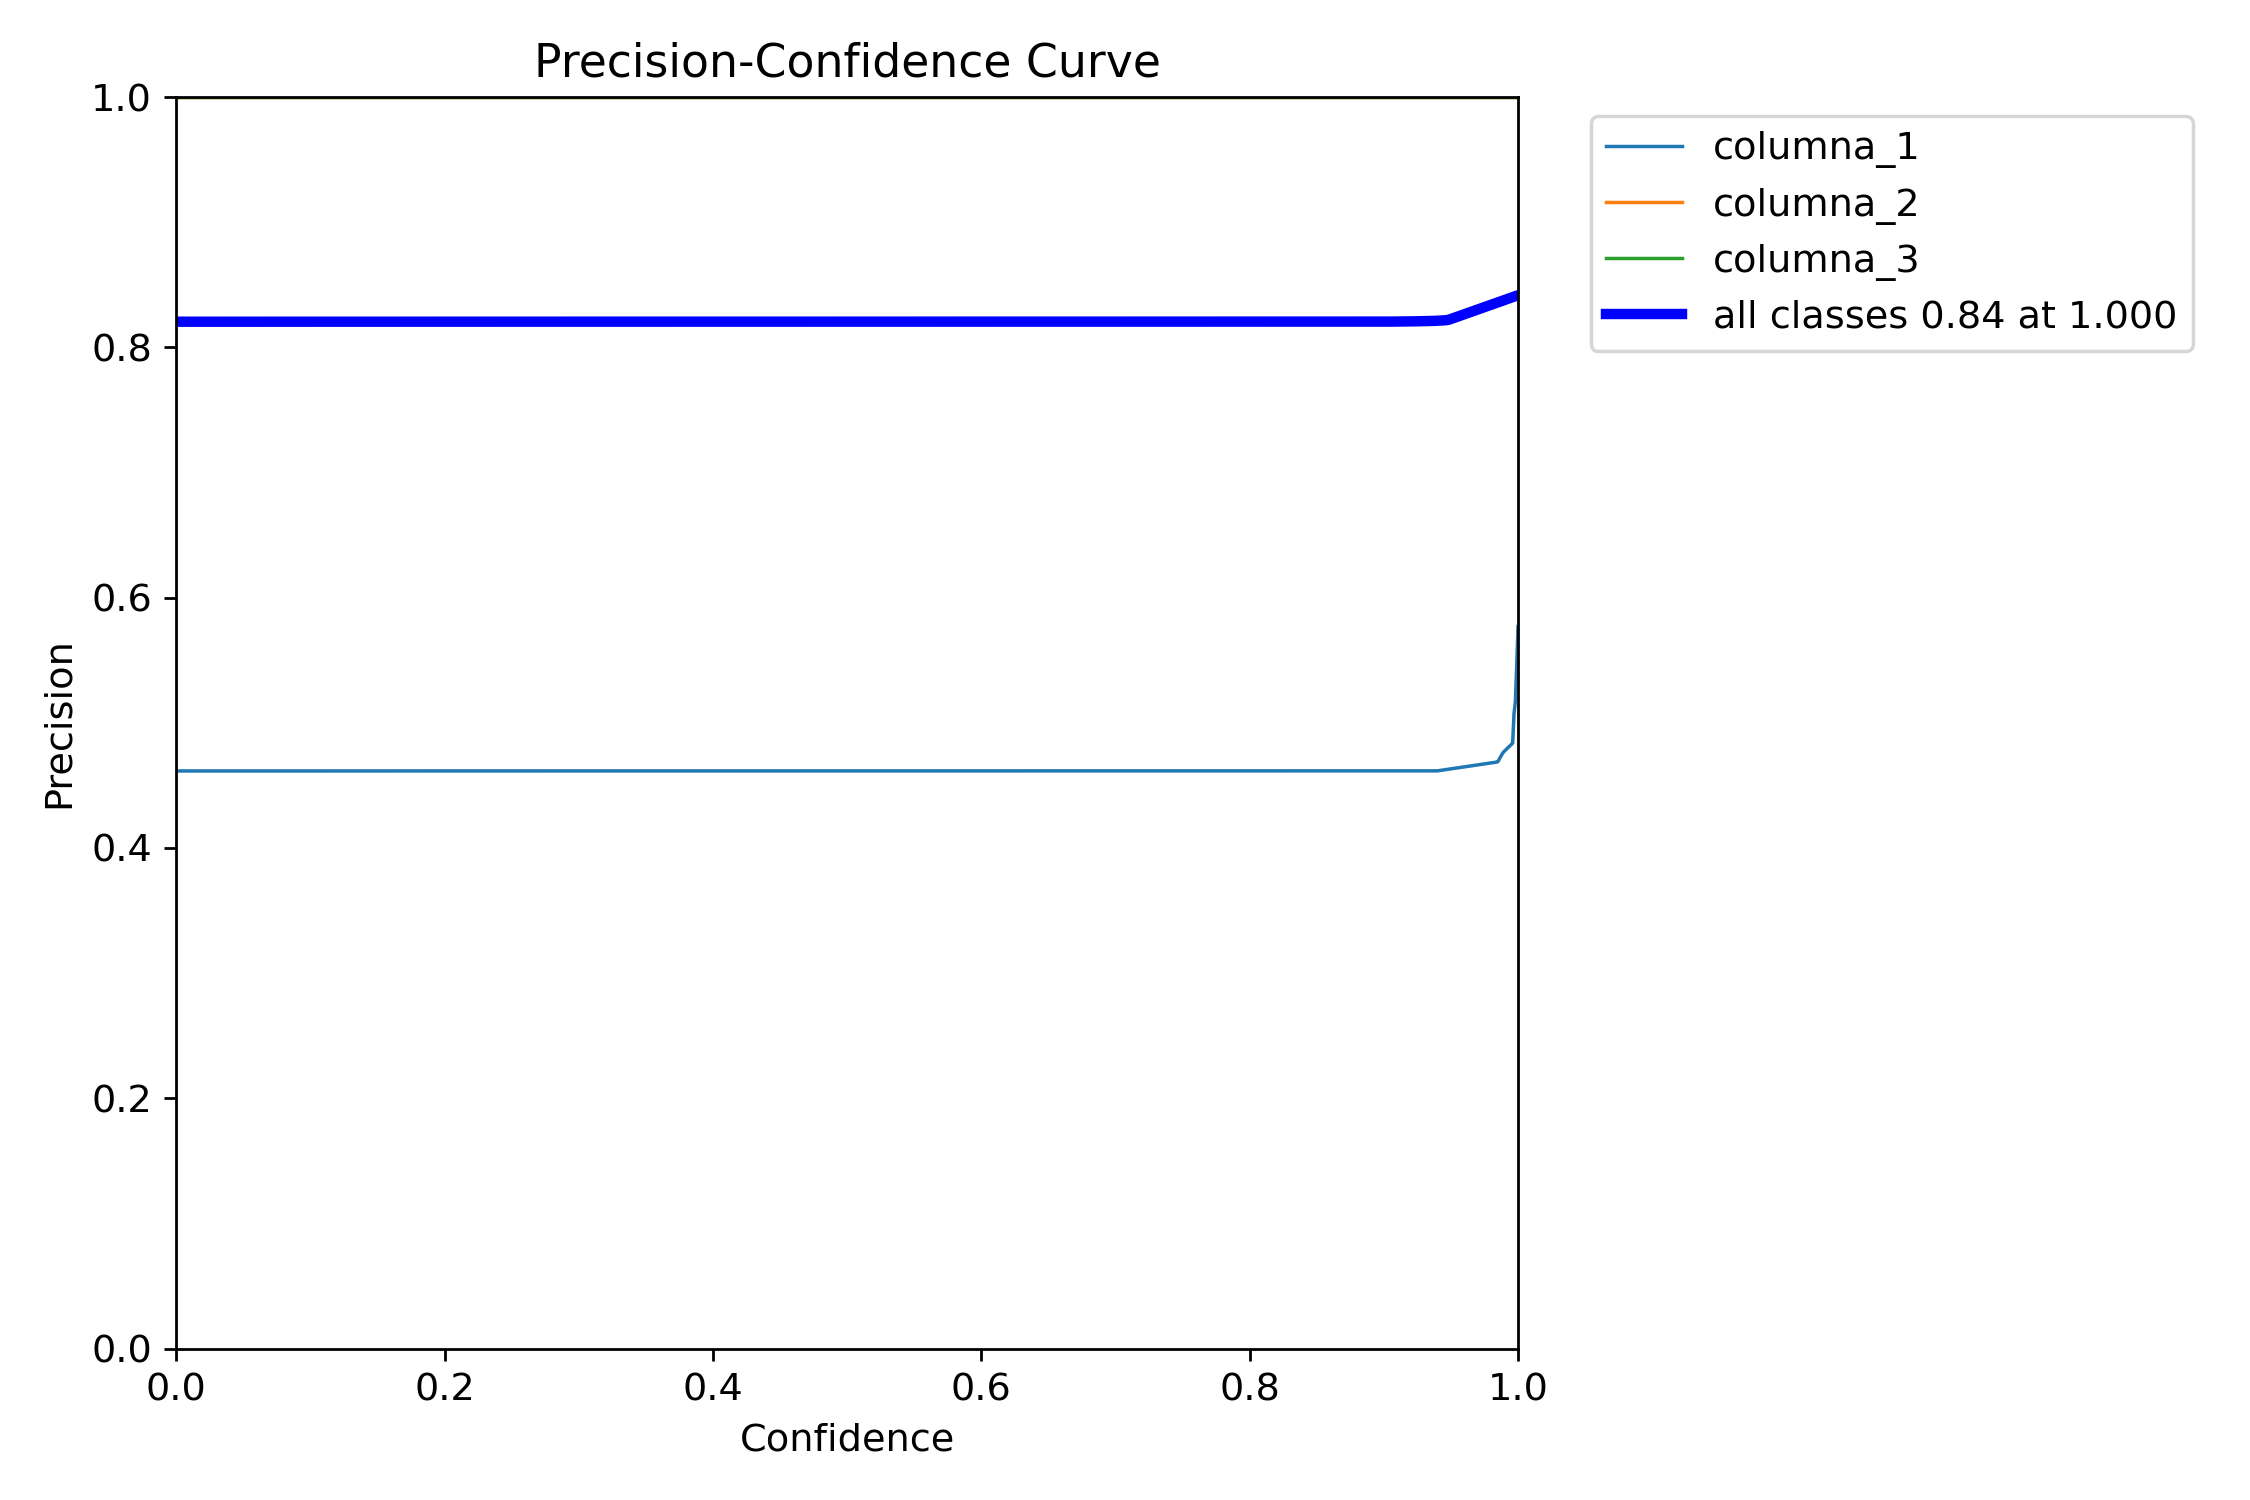 Precision-Confidence Curve
1.0
0.8
0.6
0.4
0.2
0.0
Precision
0.0 0.2 0.4 0.6 0.8 1.0
Confidence
columna_1
columna_2
columna_3
all classes 0.84 at 1.000